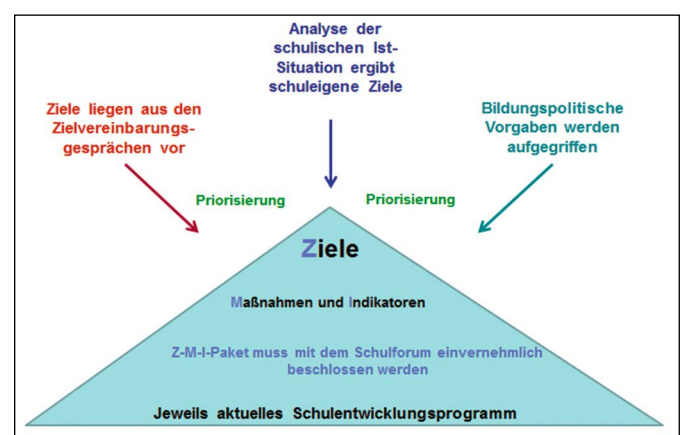 Analyse der
schulischen Ist-
Situation ergibt
schuleigene Ziele
Ziele liegen aus den
Zielvereinbarungs-
gesprächen vor
Bildungspolitische
Vorgaben werden
aufgegriffen
Priorisierung
Priorisierung
Ziele
Maßnahmen und Indikatoren
Z-M-I-Paket muss mit dem Schulforum einvernehmlich
beschlossen werden
Jeweils aktuelles Schulentwicklungsprogramm